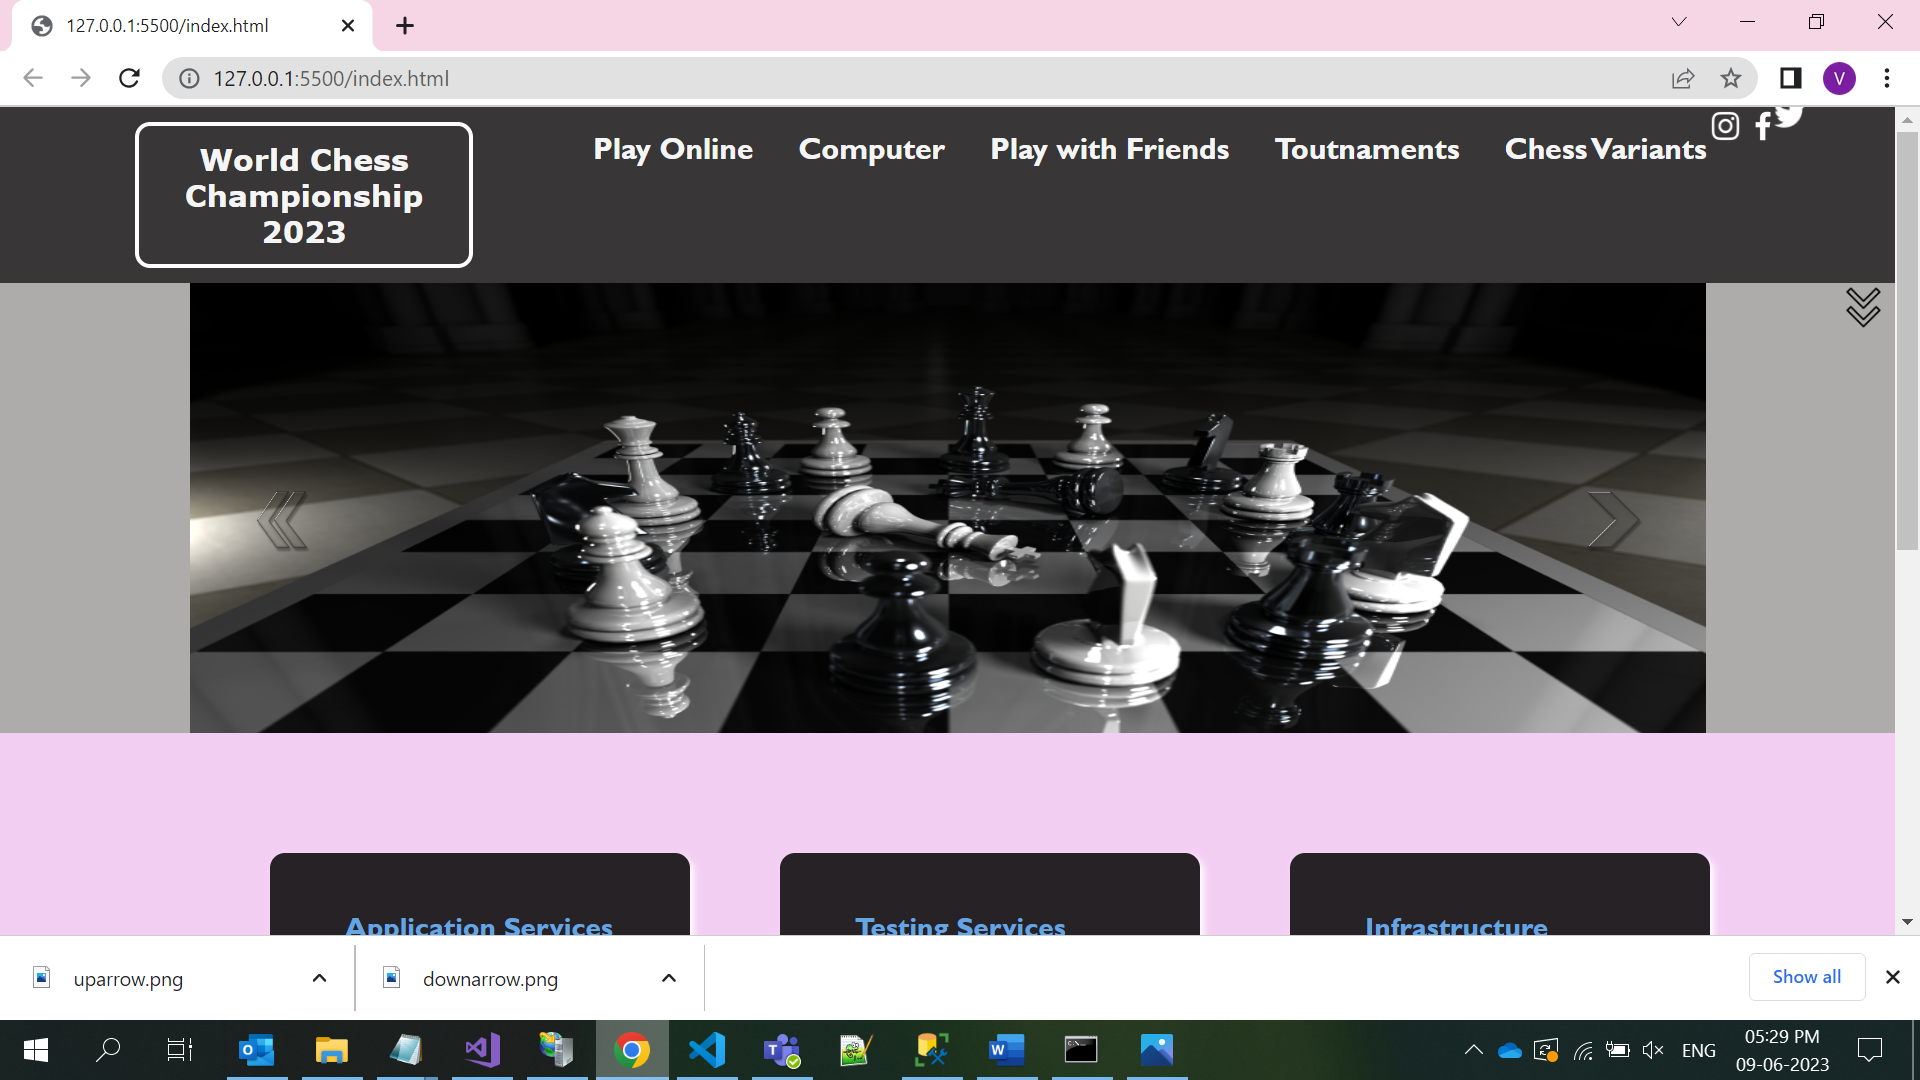 127.0.0.1:5500/index.html
127.0.0.1:5500/index.html
V
World Chess
Championship
2023
Play Online
Computer
Play with Friends
Toutnaments
Chess Variants
Application Services
Testing Services
Infrastructure
uparrow.png
downarrow.png
Show all
ENG
05:29 PM
09-06-2023